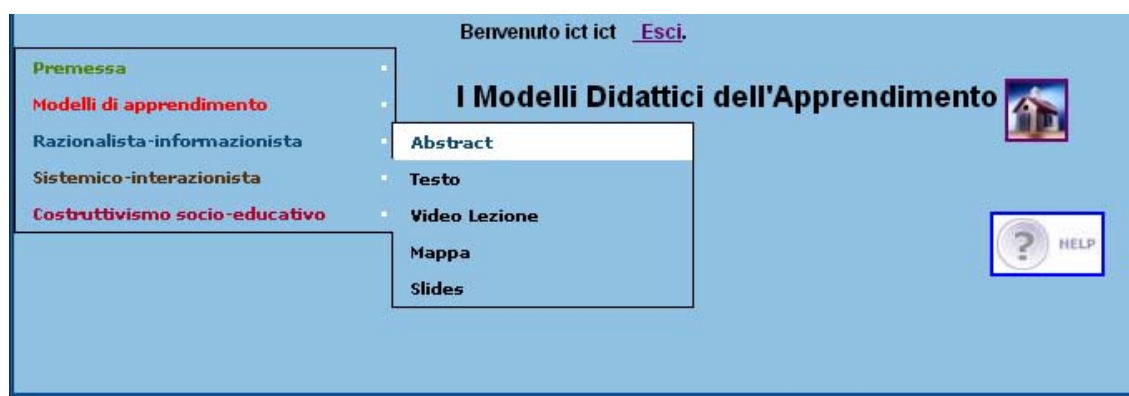 Benvenuto ict ict Esci.
I Modelli Didattici dell'Apprendimento
Premessa
Modelli di apprendimento
Razionalista-informazionista
Sistemico-interazionista
Costruttivismo socio-educativo
Abstract
Testo
Video Lezione
Mappa
Slides
? HELP